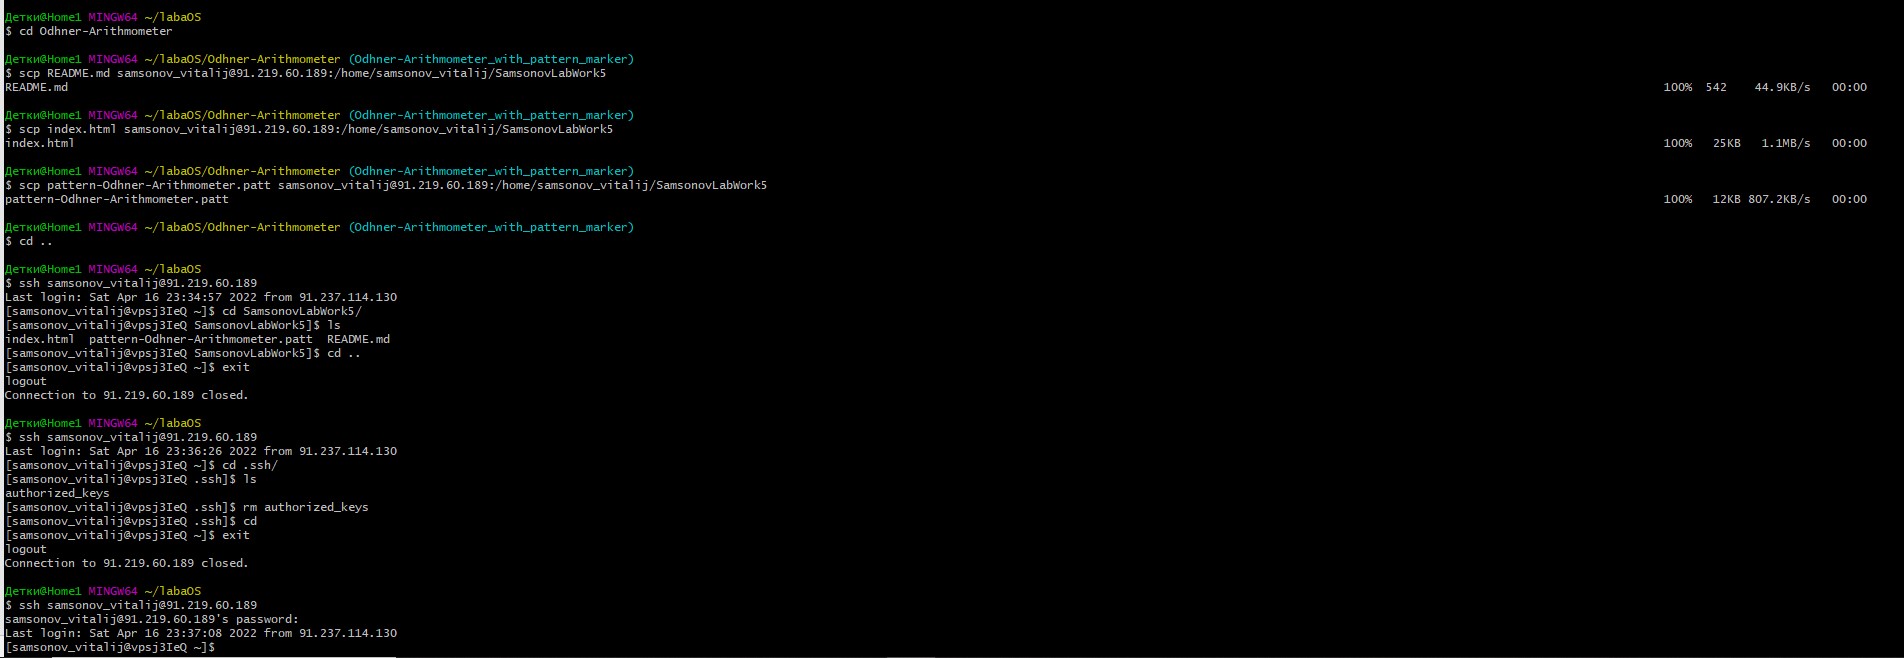 Детки@Home1 MINGW64 ~/labaOS
$ cd Odhner-Arithmometer
Детки@Home1 MINGW64 ~/labaOS/Odhner-Arithmometer (Odhner-Arithmometer_with_pattern_marker)
$ scp README.md samsonov_vitalij@91.219.60.189:/home/samsonov_vitalij/SamsonovLabWork5
README.md 100% 542 44.9KB/s 00:00
Детки@Home1 MINGW64 ~/labaOS/Odhner-Arithmometer (Odhner-Arithmometer_with_pattern_marker)
$ scp index.html samsonov_vitalij@91.219.60.189:/home/samsonov_vitalij/SamsonovLabWork5
index.html 100% 25KB 1.1MB/s 00:00
Детки@Home1 MINGW64 ~/labaOS/Odhner-Arithmometer (Odhner-Arithmometer_with_pattern_marker)
$ scp pattern-Odhner-Arithmometer.patt samsonov_vitalij@91.219.60.189:/home/samsonov_vitalij/SamsonovLabWork5
pattern-Odhner-Arithmometer.patt 100% 12KB 807.2KB/s 00:00
Детки@Home1 MINGW64 ~/labaOS/Odhner-Arithmometer (Odhner-Arithmometer_with_pattern_marker)
$ cd ..
Детки@Home1 MINGW64 ~/labaOS
$ ssh samsonov_vitalij@91.219.60.189
Last login: Sat Apr 16 23:34:57 2022 from 91.237.114.130
[samsonov_vitalij@vpsj3IeQ ~]$ cd SamsonovLabWork5/
[samsonov_vitalij@vpsj3IeQ SamsonovLabWork5]$ ls
index.html pattern-Odhner-Arithmometer.patt README.md
[samsonov_vitalij@vpsj3IeQ SamsonovLabWork5]$ cd ..
[samsonov_vitalij@vpsj3IeQ ~]$ exit
logout
Connection to 91.219.60.189 closed.
Детки@Home1 MINGW64 ~/labaOS
$ ssh samsonov_vitalij@91.219.60.189
Last login: Sat Apr 16 23:36:26 2022 from 91.237.114.130
[samsonov_vitalij@vpsj3IeQ ~]$ cd .ssh/
[samsonov_vitalij@vpsj3IeQ .ssh]$ ls
authorized_keys
[samsonov_vitalij@vpsj3IeQ .ssh]$ rm authorized_keys
[samsonov_vitalij@vpsj3IeQ .ssh]$ cd
[samsonov_vitalij@vpsj3IeQ ~]$ exit
logout
Connection to 91.219.60.189 closed.
Детки@Home1 MINGW64 ~/labaOS
$ ssh samsonov_vitalij@91.219.60.189
samsonov_vitalij@91.219.60.189's password:
Last login: Sat Apr 16 23:37:08 2022 from 91.237.114.130
[samsonov_vitalij@vpsj3IeQ ~]$